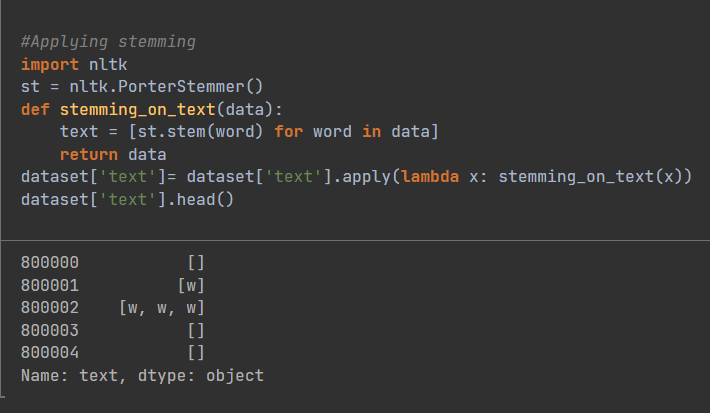 #Applying stemming
import nltk
st = nltk.PorterStemmer()
def stemming_on_text(data):
    text = [st.stem(word) for word in data]
    return data
dataset['text']= dataset['text'].apply(lambda x: stemming_on_text(x))
dataset['text'].head()
800000           []
800001          [w]
800002    [w, w, w]
800003           []
800004           []
Name: text, dtype: object